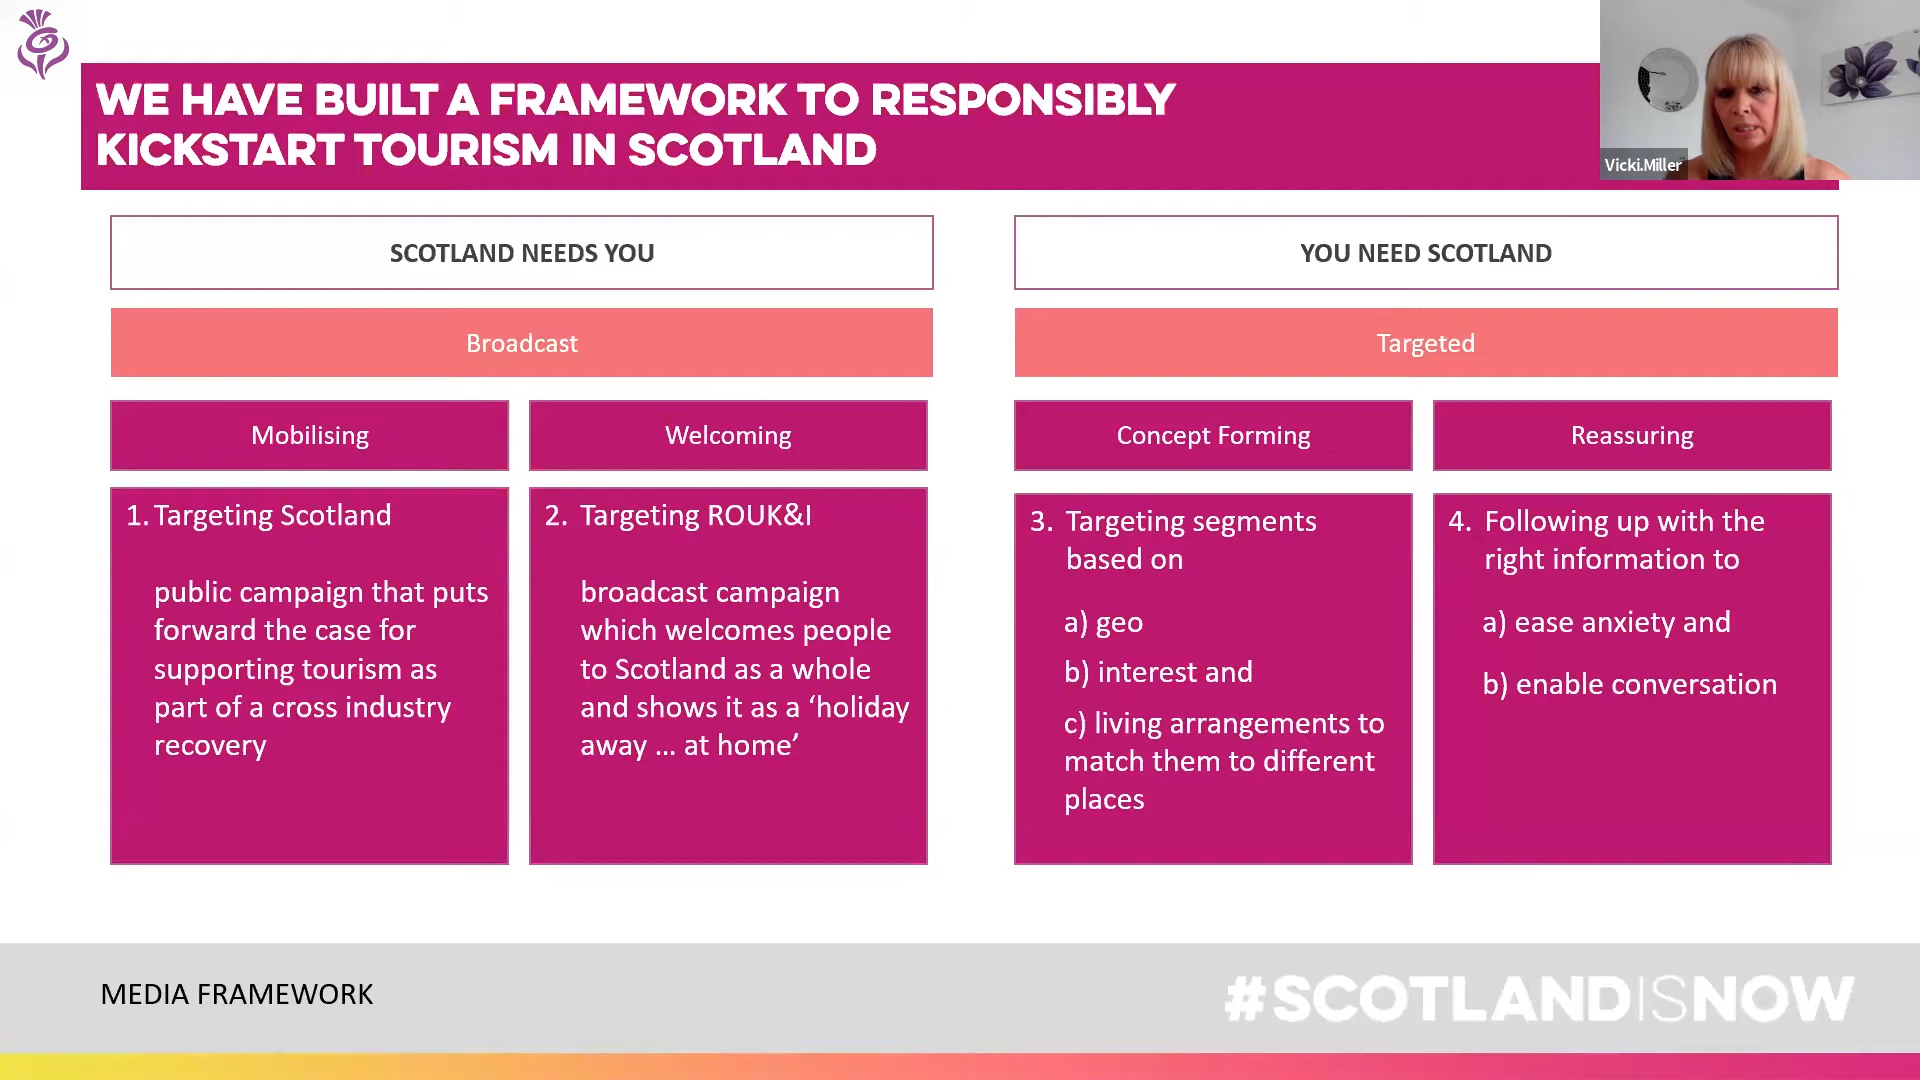 WE HAVE BUILT A FRAMEWORK TO RESPONSIBLY
KICKSTART TOURISM IN SCOTLAND
Vicki.Miller
SCOTLAND NEEDS YOU
Broadcast
Mobilising
1. Targeting Scotland
public campaign that puts
forward the case for
supporting tourism as
part of a cross industry
recovery
Welcoming
2. Targeting ROUK&I
broadcast campaign
which welcomes people
to Scotland as a whole
and shows it as a ‘holiday
away ... at home’
YOU NEED SCOTLAND
Targeted
Concept Forming
3. Targeting segments
based on
a) geo
b) interest and
c) living arrangements to
match them to different
places
Reassuring
4. Following up with the
right information to
a) ease anxiety and
b) enable conversation
MEDIA FRAMEWORK
#SCOTLANDISNOW